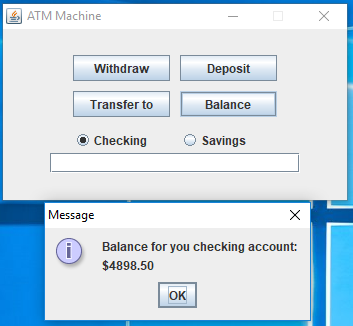 ATM Machine
Withdraw
Deposit
Transfer to
Balance
Checking
Savings
Message
Balance for you checking account:
$4898.50
OK